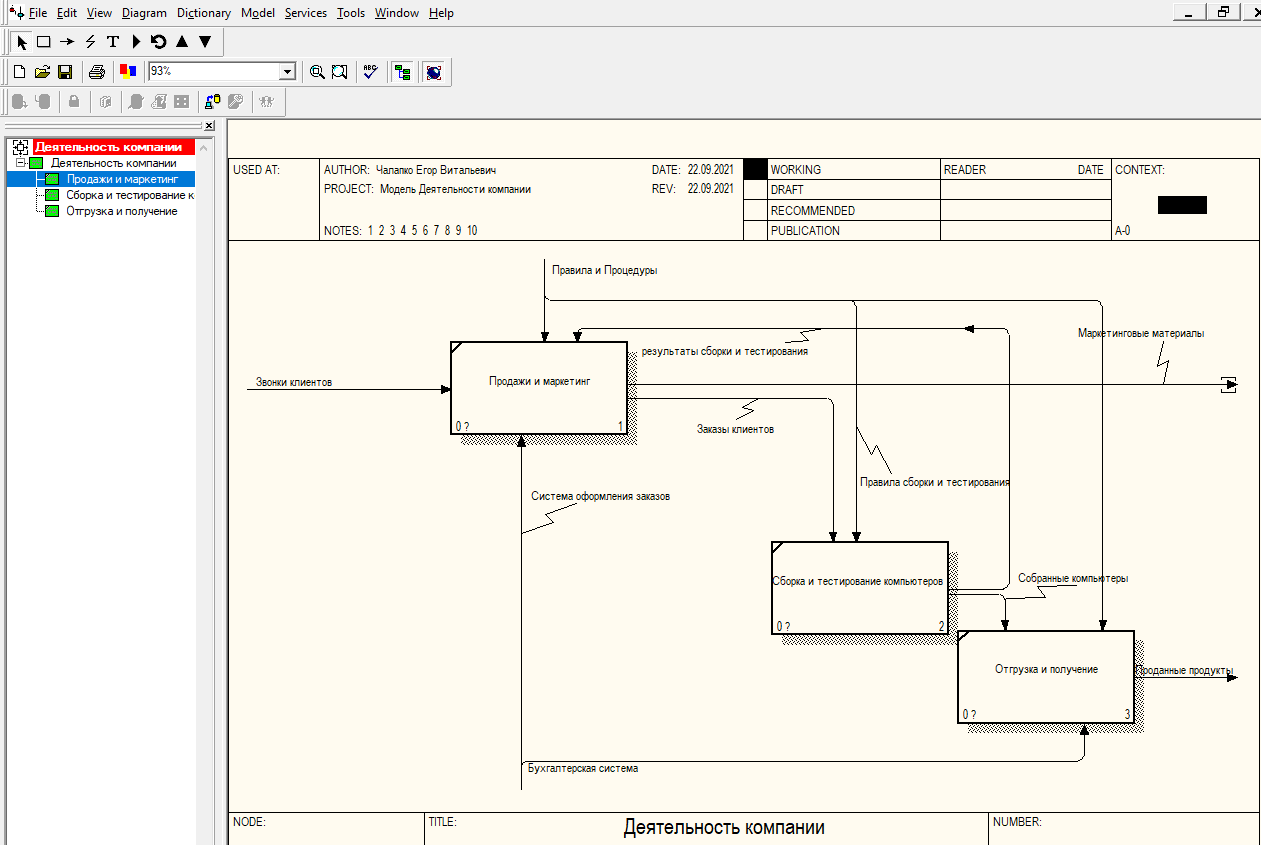 File Edit View Diagram Dictionary Model Services Tools Window Help
T
93%
ABC
Деятельность компании
Деятельность компании
Продажи и маркетинг
Сборка и тестирование к
Отгрузка и получение
USED AT:
AUTHOR: Чалапко Егор Витальевич
DATE: 22.09.2021
PROJECT: Модель Деятельности компании
REV: 22.09.2021
NOTES: 1 2 3 4 5 6 7 8 9 10
WORKING
DRAFT
RECOMMENDED
PUBLICATION
READER DATE
CONTEXT:
A-0
Правила и Процедуры
Маркетинговые материалы
результаты сборки и тестирования
Звонки клиентов
Продажи и маркетинг
0 ? 1
Заказы клиентов
Правила сборки и тестирования
Система оформления заказов
Сборка и тестирование компьютеров
0 ? 2
Собранные компьютеры
Отгрузка и получение
0 ? 3
Проданные продукты
Бухгалтерская система
NODE:
TITLE:
Деятельность компании
NUMBER: